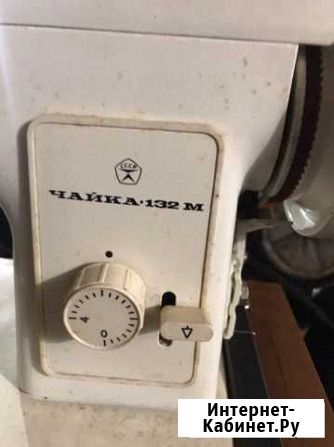 СССР
ЧАЙКА·132 М
4
0
Интернет-
Кабинет.Ру